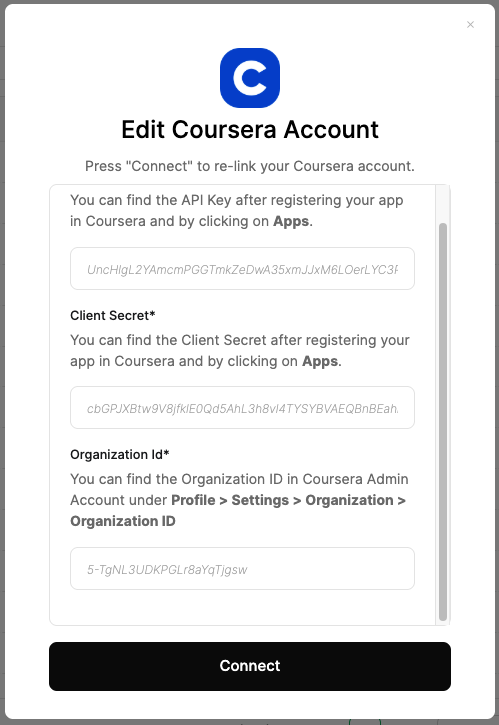 ×
Edit Coursera Account
Press "Connect" to re-link your Coursera account.
You can find the API Key after registering your app
in Coursera and by clicking on Apps.
Client Secret*
You can find the Client Secret after registering your
app in Coursera and by clicking on Apps.
Organization Id*
You can find the Organization ID in Coursera Admin
Account under Profile > Settings > Organization >
Organization ID
5-TgNL3UDKPGLr8aYqTjgsw
Connect